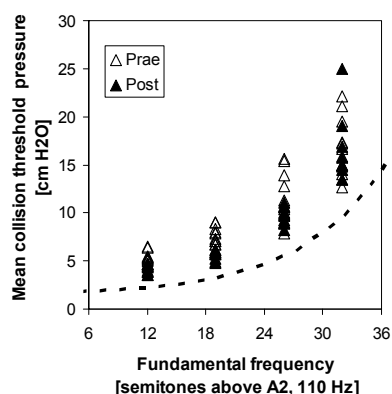 Mean collision threshold pressure
[cm H2O]
30
25
20
15
10
5
0
Prae
Post
6 12 18 24 30 36
Fundamental frequency
[semitones above A2, 110 Hz]